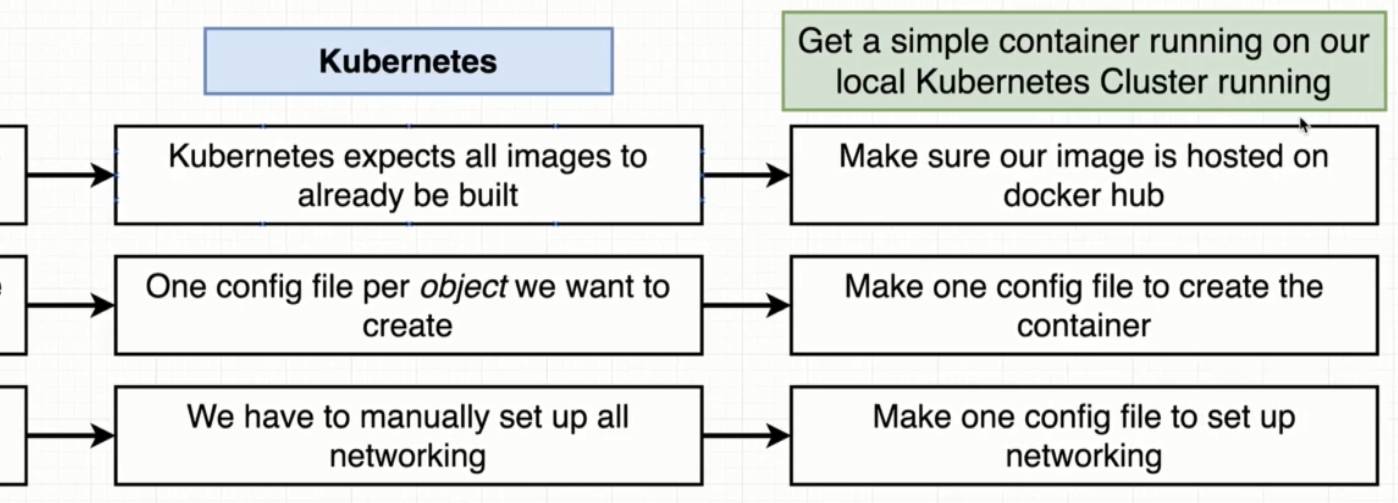 Kubernetes
Get a simple container running on our
local Kubernetes Cluster running
Kubernetes expects all images to
already be built
Make sure our image is hosted on
docker hub
One config file per object we want to
create
Make one config file to create the
container
We have to manually set up all
networking
Make one config file to set up
networking